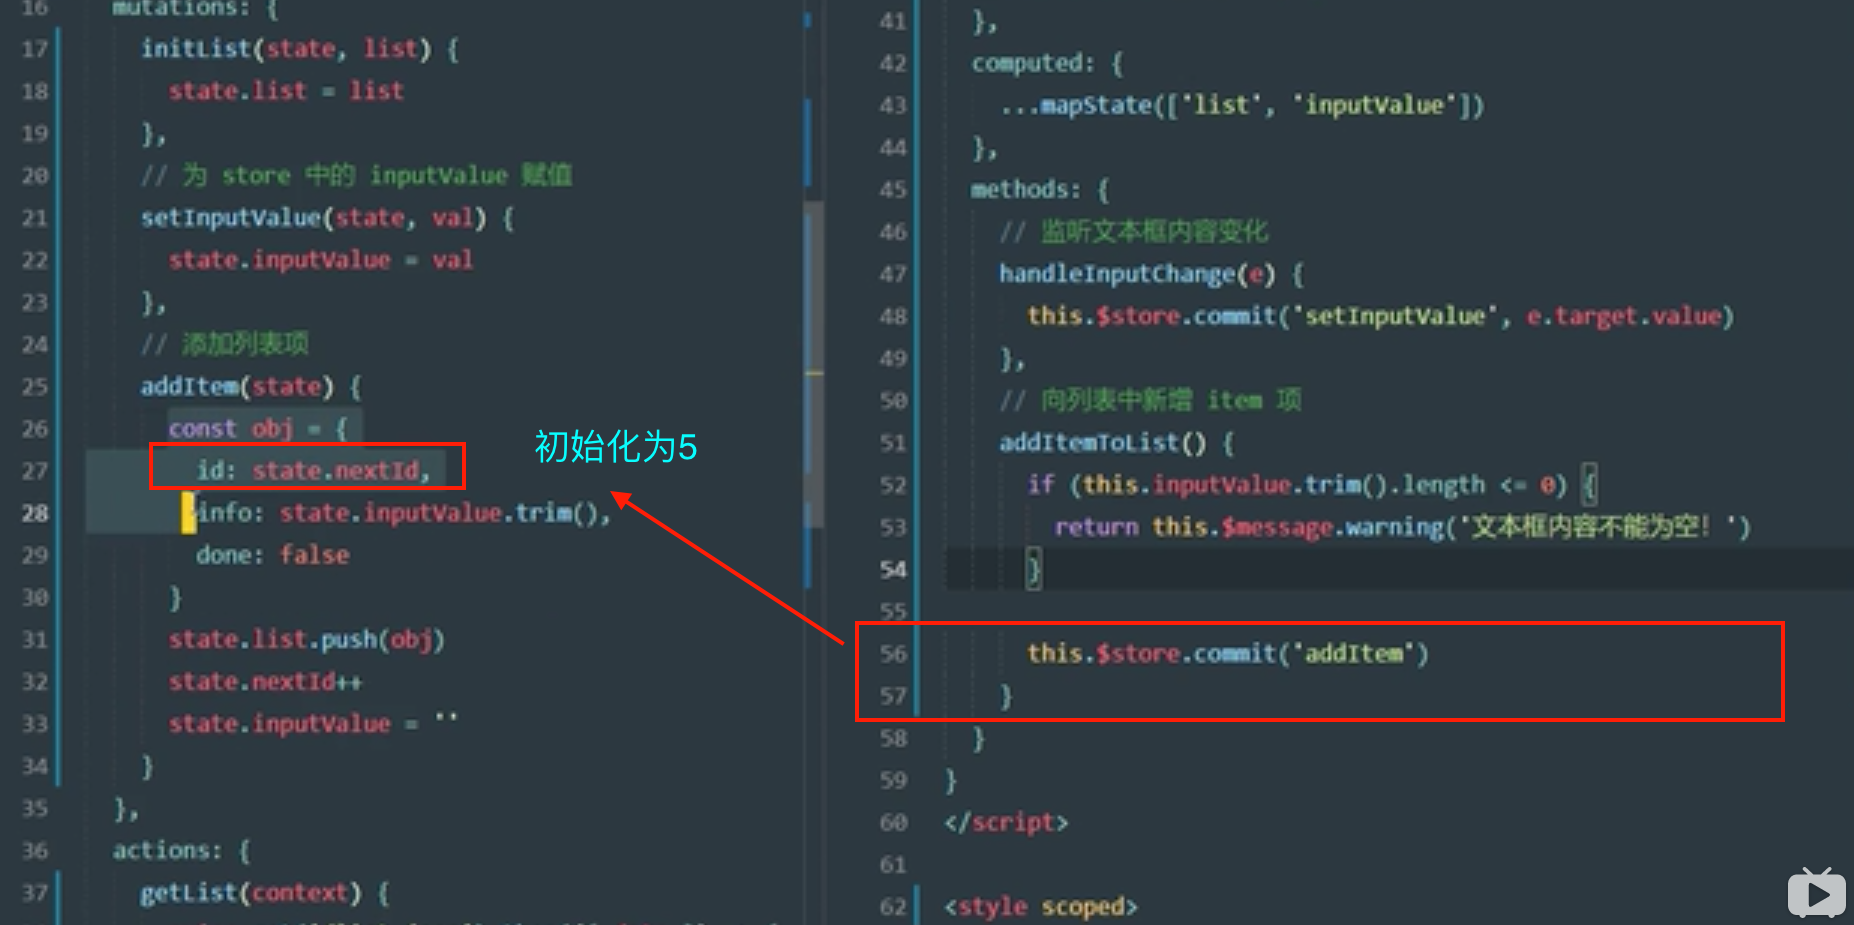 16 mutations: {
17 initList(state, list) {
18 state.list = list
19 },
20 // 为 store 中的 inputValue 赋值
21 setInputValue(state, val) {
22 state.inputValue = val
23 },
24 // 添加列表项
25 addItem(state) {
26 const obj = {
27 id: state.nextId,
28 info: state.inputValue.trim(),
29 done: false
30 }
31 state.list.push(obj)
32 state.nextId++
33 state.inputValue = ''
34 }
35 },
36 actions: {
37 getList(context) {
初始化为5
41 },
42 computed: {
43 ...mapState(['list', 'inputValue'])
44 },
45 methods: {
46 // 监听文本框内容变化
47 handleInputChange(e) {
48 this.$store.commit('setInputValue', e.target.value)
49 },
50 // 向列表中新增 item 项
51 addItemToList() {
52 if (this.inputValue.trim().length <= 0) {
53 return this.$message.warning('文本框内容不能为空！')
54 }
55
56 this.$store.commit('addItem')
57 }
58 }
59 }
60 </script>
61
62 <style scoped>